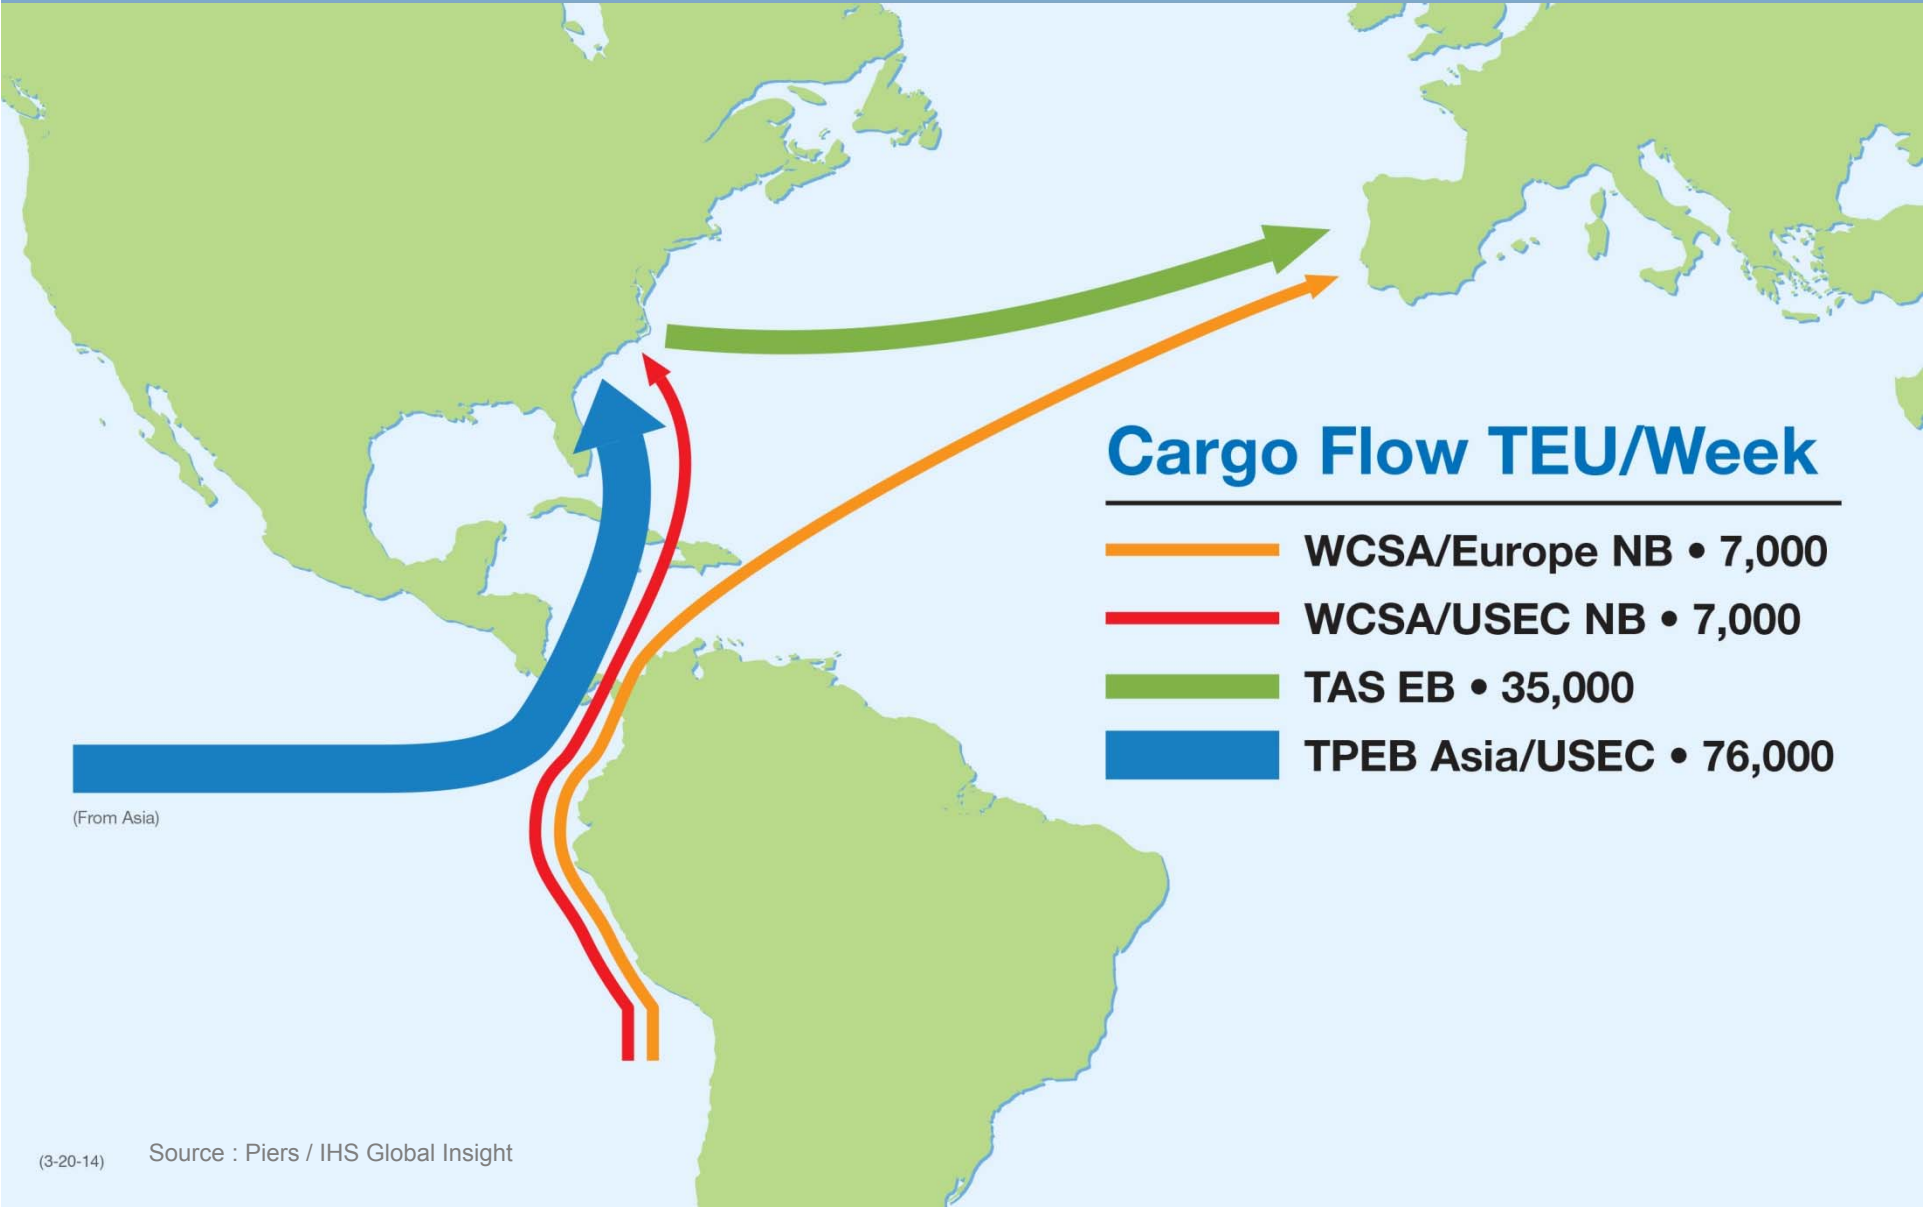 Cargo Flow TEU/Week
WCSA/Europe NB • 7,000
WCSA/USEC NB • 7,000
TAS EB • 35,000
TPEB Asia/USEC • 76,000
(From Asia)
(3-20-14) Source : Piers / IHS Global Insight